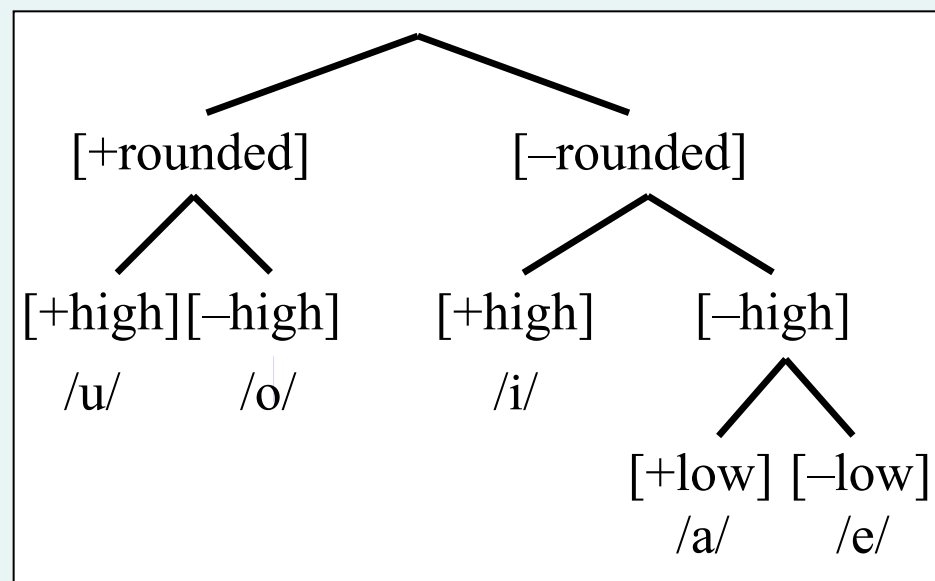 [+rounded] [–rounded]
[+high] [–high] [+high] [–high]
/u/ /o/ /i/
[+low] [–low]
/a/ /e/